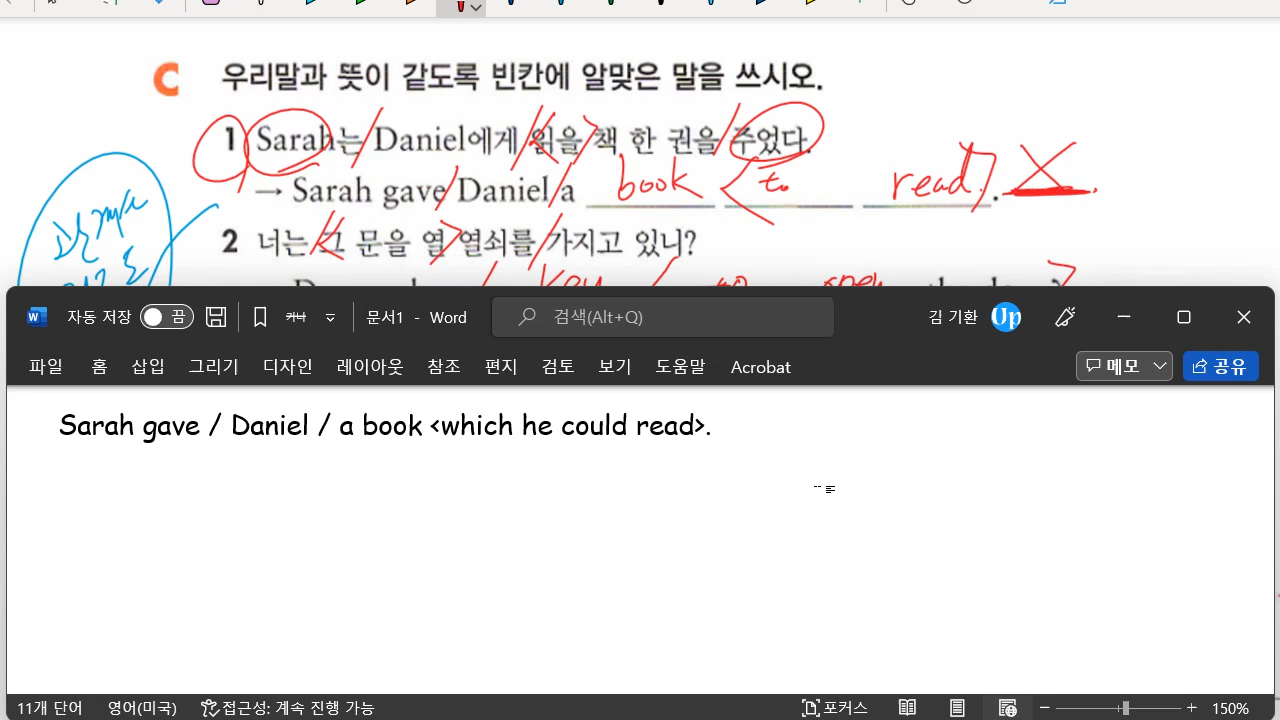 C 우리말과 뜻이 같도록 빈칸에 알맞은 말을 쓰시오.
1 Sarah는 / Daniel에게 / 읽을 책 한 권을 / 주었다.
→ Sarah gave / Daniel / a book < to read > . X .
2 너는 < 그 문을 열 > 열쇠를 / 가지고 있니?
key / to open
자동 저장 끔 가나 문서1 - Word 검색(Alt+Q) 김 기환 Up
파일 홈 삽입 그리기 디자인 레이아웃 참조 편지 검토 보기 도움말 Acrobat 메모 공유
Sarah gave / Daniel / a book <which he could read>.
11개 단어 영어(미국) 접근성: 계속 진행 가능 포커스 150%